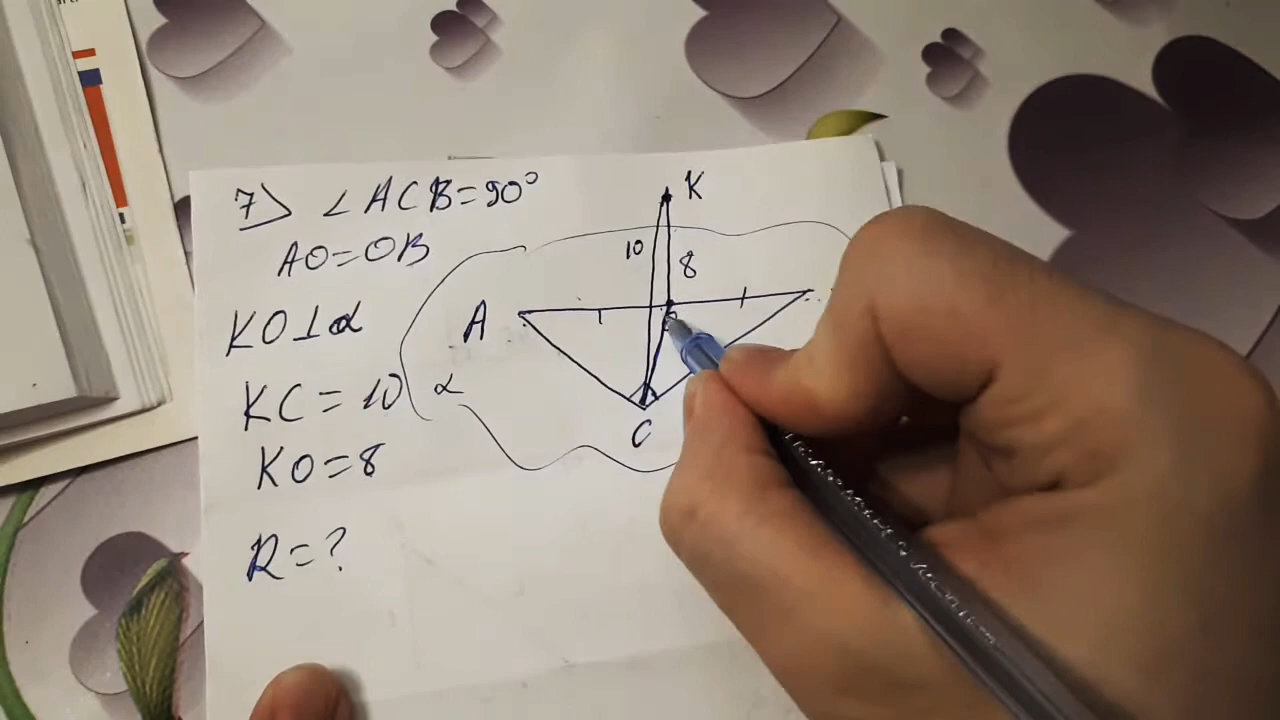 7) ∠ACB=90°
AO=OB
KO⊥α
KC=10
KO=8
R=?
K
10
8
A
α
C